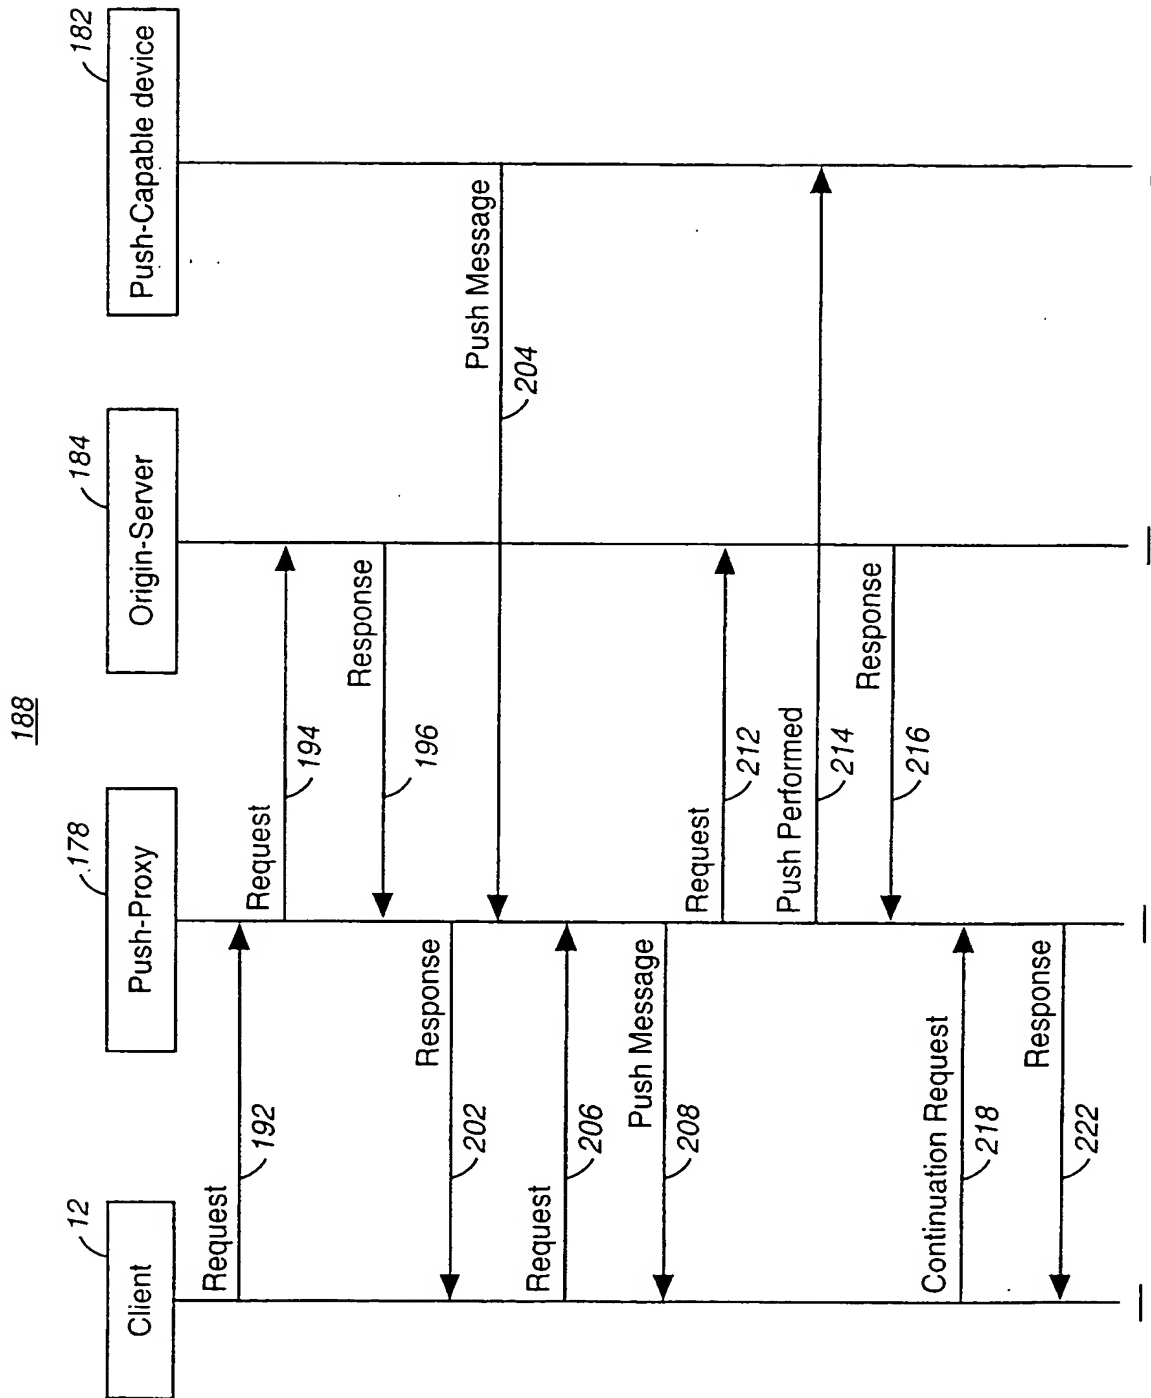 188
12
178
184
182
Client
Push-Proxy
Origin-Server
Push-Capable device
Request
192
Request
194
Response
196
Response
202
Push Message
204
Request
206
Push Message
208
Request
212
Push Performed
214
Response
216
Continuation Request
218
Response
222